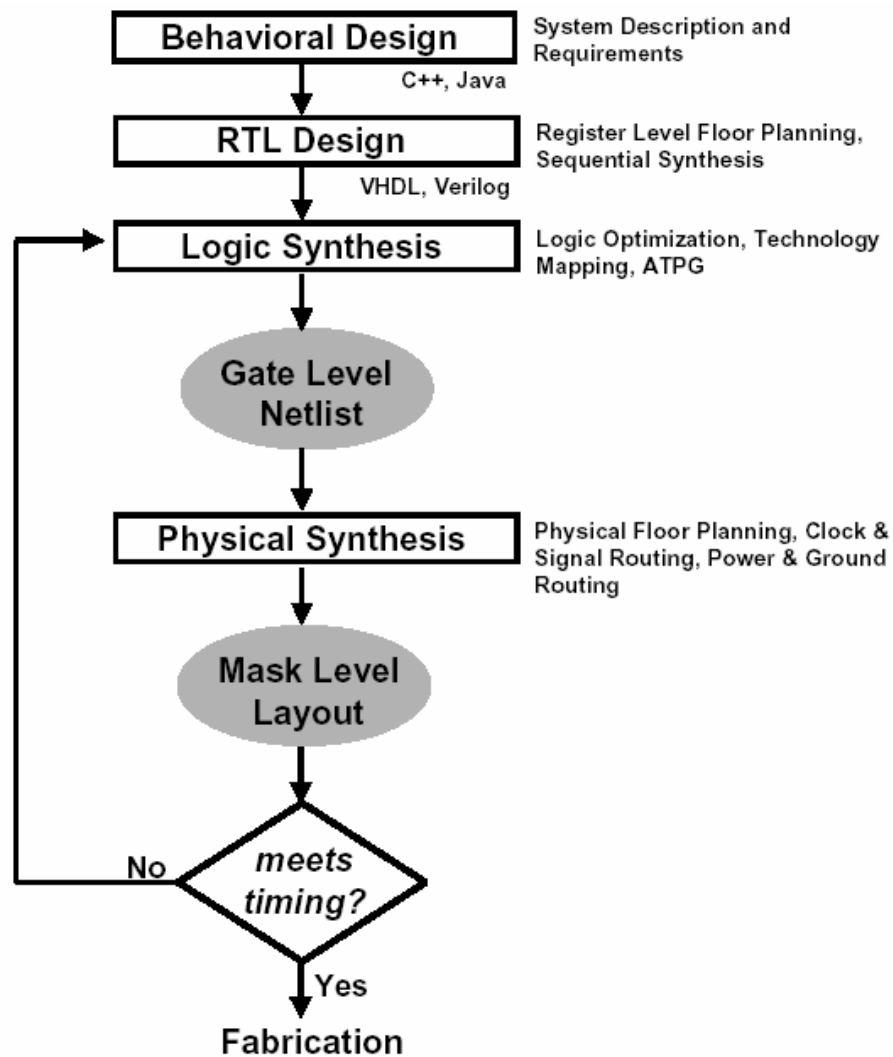 Behavioral Design
System Description and
Requirements
C++, Java
RTL Design
Register Level Floor Planning,
Sequential Synthesis
VHDL, Verilog
Logic Synthesis
Logic Optimization, Technology
Mapping, ATPG
Gate Level
Netlist
Physical Synthesis
Physical Floor Planning, Clock &
Signal Routing, Power & Ground
Routing
Mask Level
Layout
No
meets
timing?
Yes
Fabrication